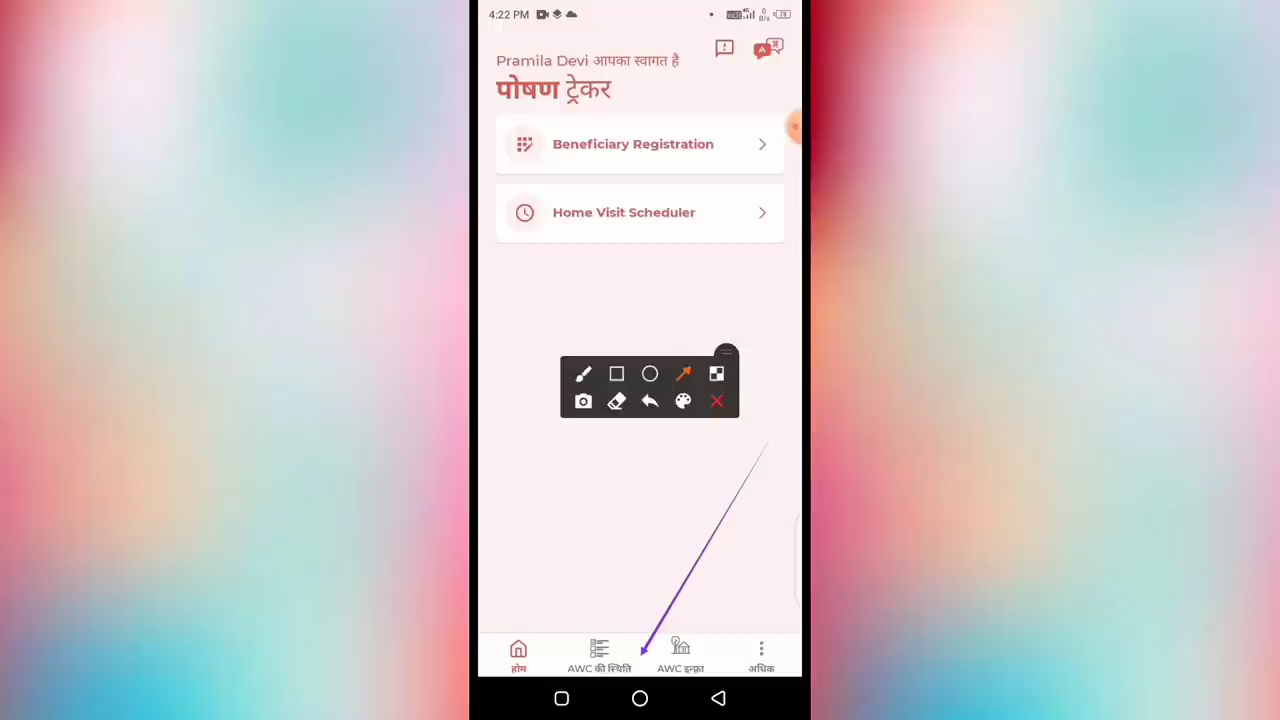 4:22 PM
Pramila Devi आपका स्वागत है
पोषण ट्रेकर
Beneficiary Registration
Home Visit Scheduler
होम
AWC की स्थिति
AWC इन्फ्रा
अधिक